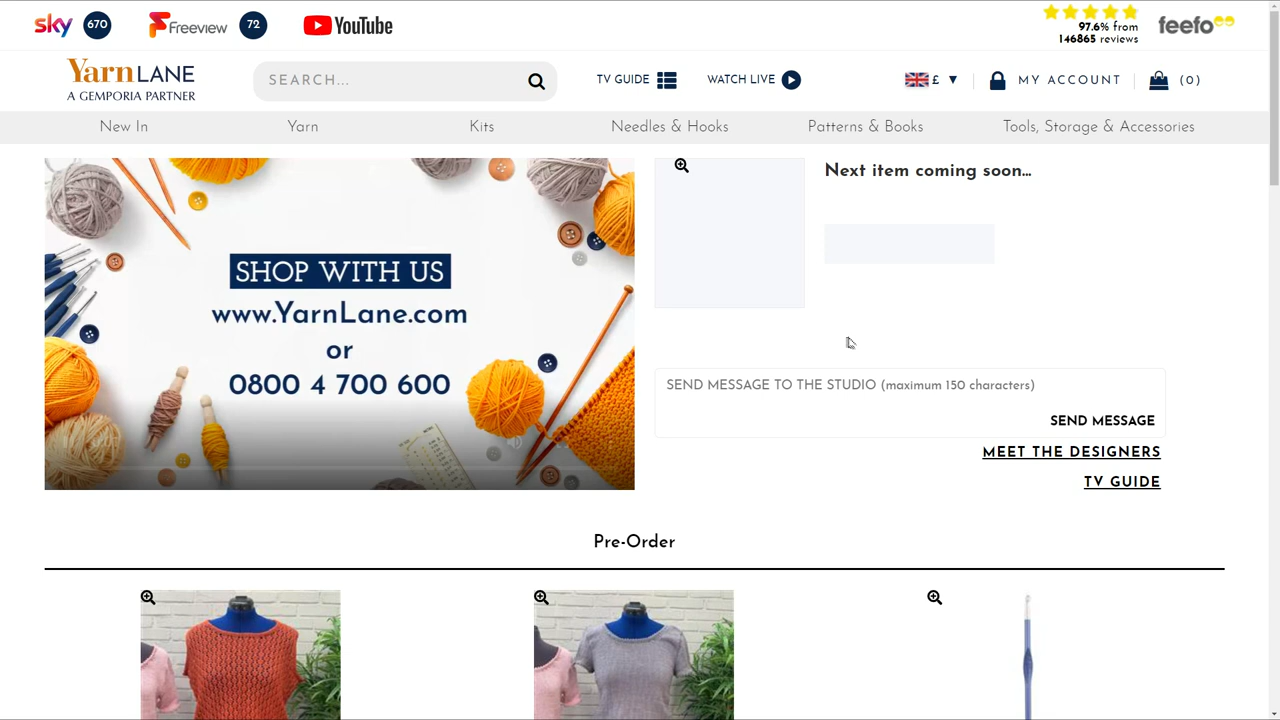 sky 670 Freeview 72 YouTube
97.6% from
146865 reviews
feefo
Yarn LANE
A GEMPORIA PARTNER
SEARCH...
TV GUIDE
WATCH LIVE
£ ▼
MY ACCOUNT
(0)
New In
Yarn
Kits
Needles & Hooks
Patterns & Books
Tools, Storage & Accessories
SHOP WITH US
www.YarnLane.com
or
0800 4 700 600
Next item coming soon...
SEND MESSAGE TO THE STUDIO (maximum 150 characters)
SEND MESSAGE
MEET THE DESIGNERS
TV GUIDE
Pre-Order